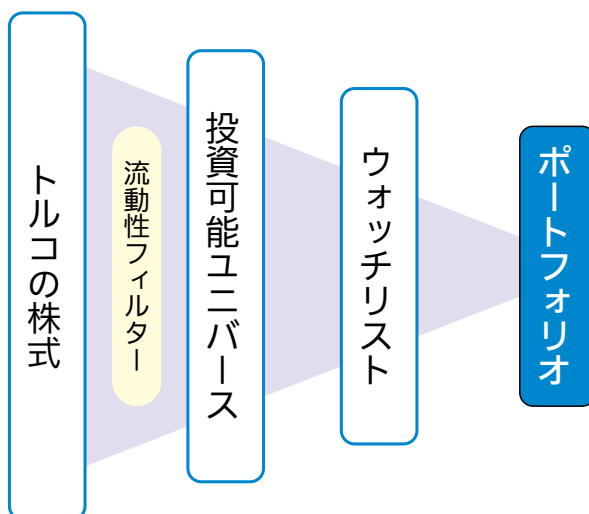 トルコの株式
流動性フィルター
投資可能ユニバース
ウォッチリスト
ポートフォリオ